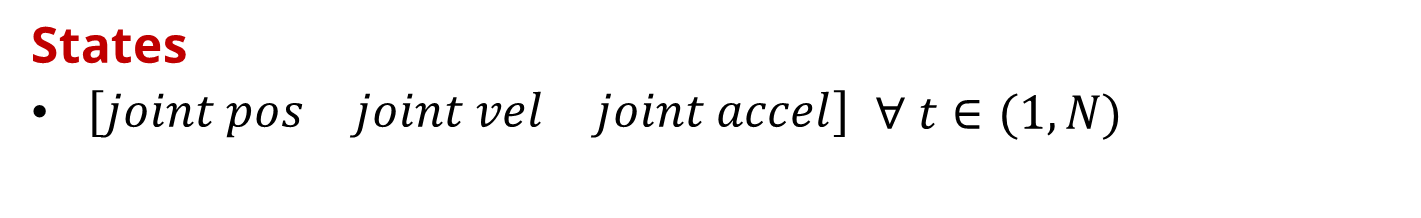 States
• [joint pos joint vel joint accel] ∀ t ∈ (1, N)